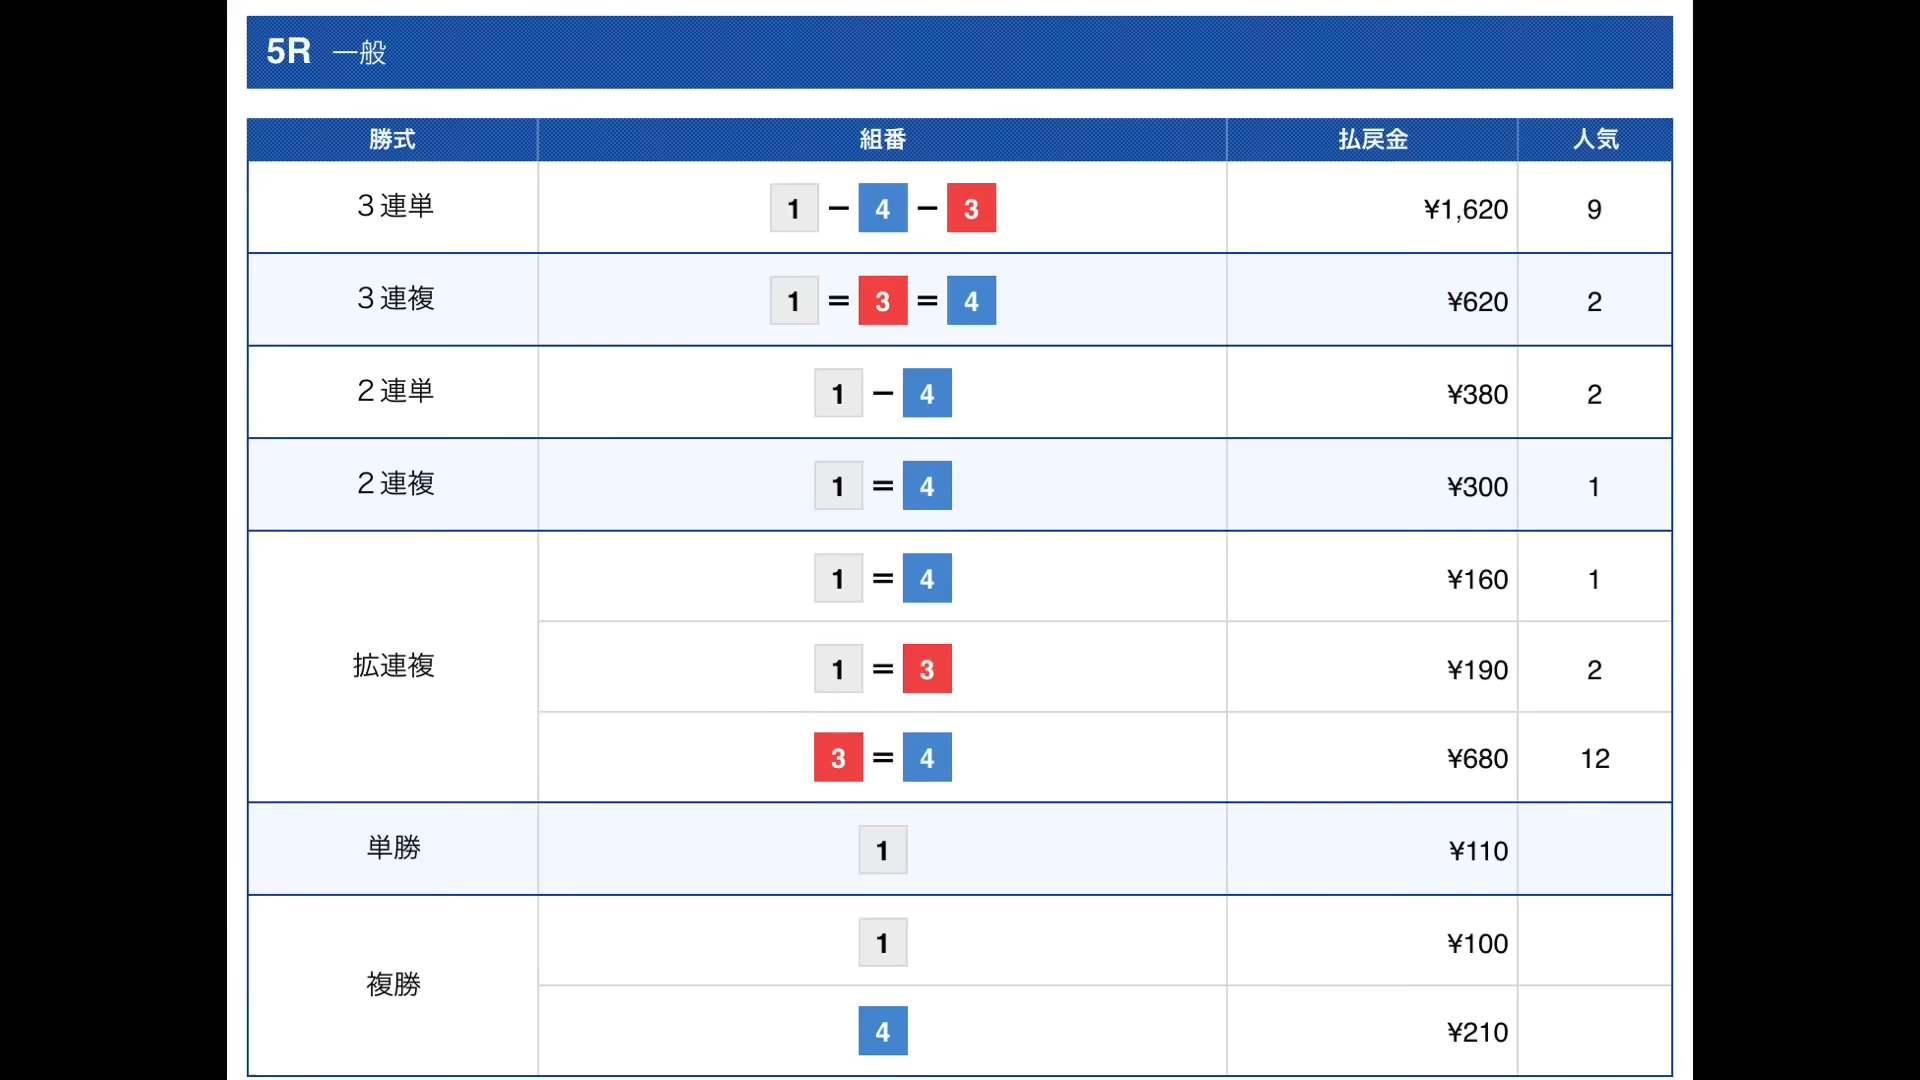 5R 一般
勝式 組番 払戻金 人気
３連単 1 - 4 - 3 ¥1,620 9
３連複 1 = 3 = 4 ¥620 2
２連単 1 - 4 ¥380 2
２連複 1 = 4 ¥300 1
1 = 4 ¥160 1
拡連複 1 = 3 ¥190 2
3 = 4 ¥680 12
単勝 1 ¥110
複勝 1 ¥100
4 ¥210